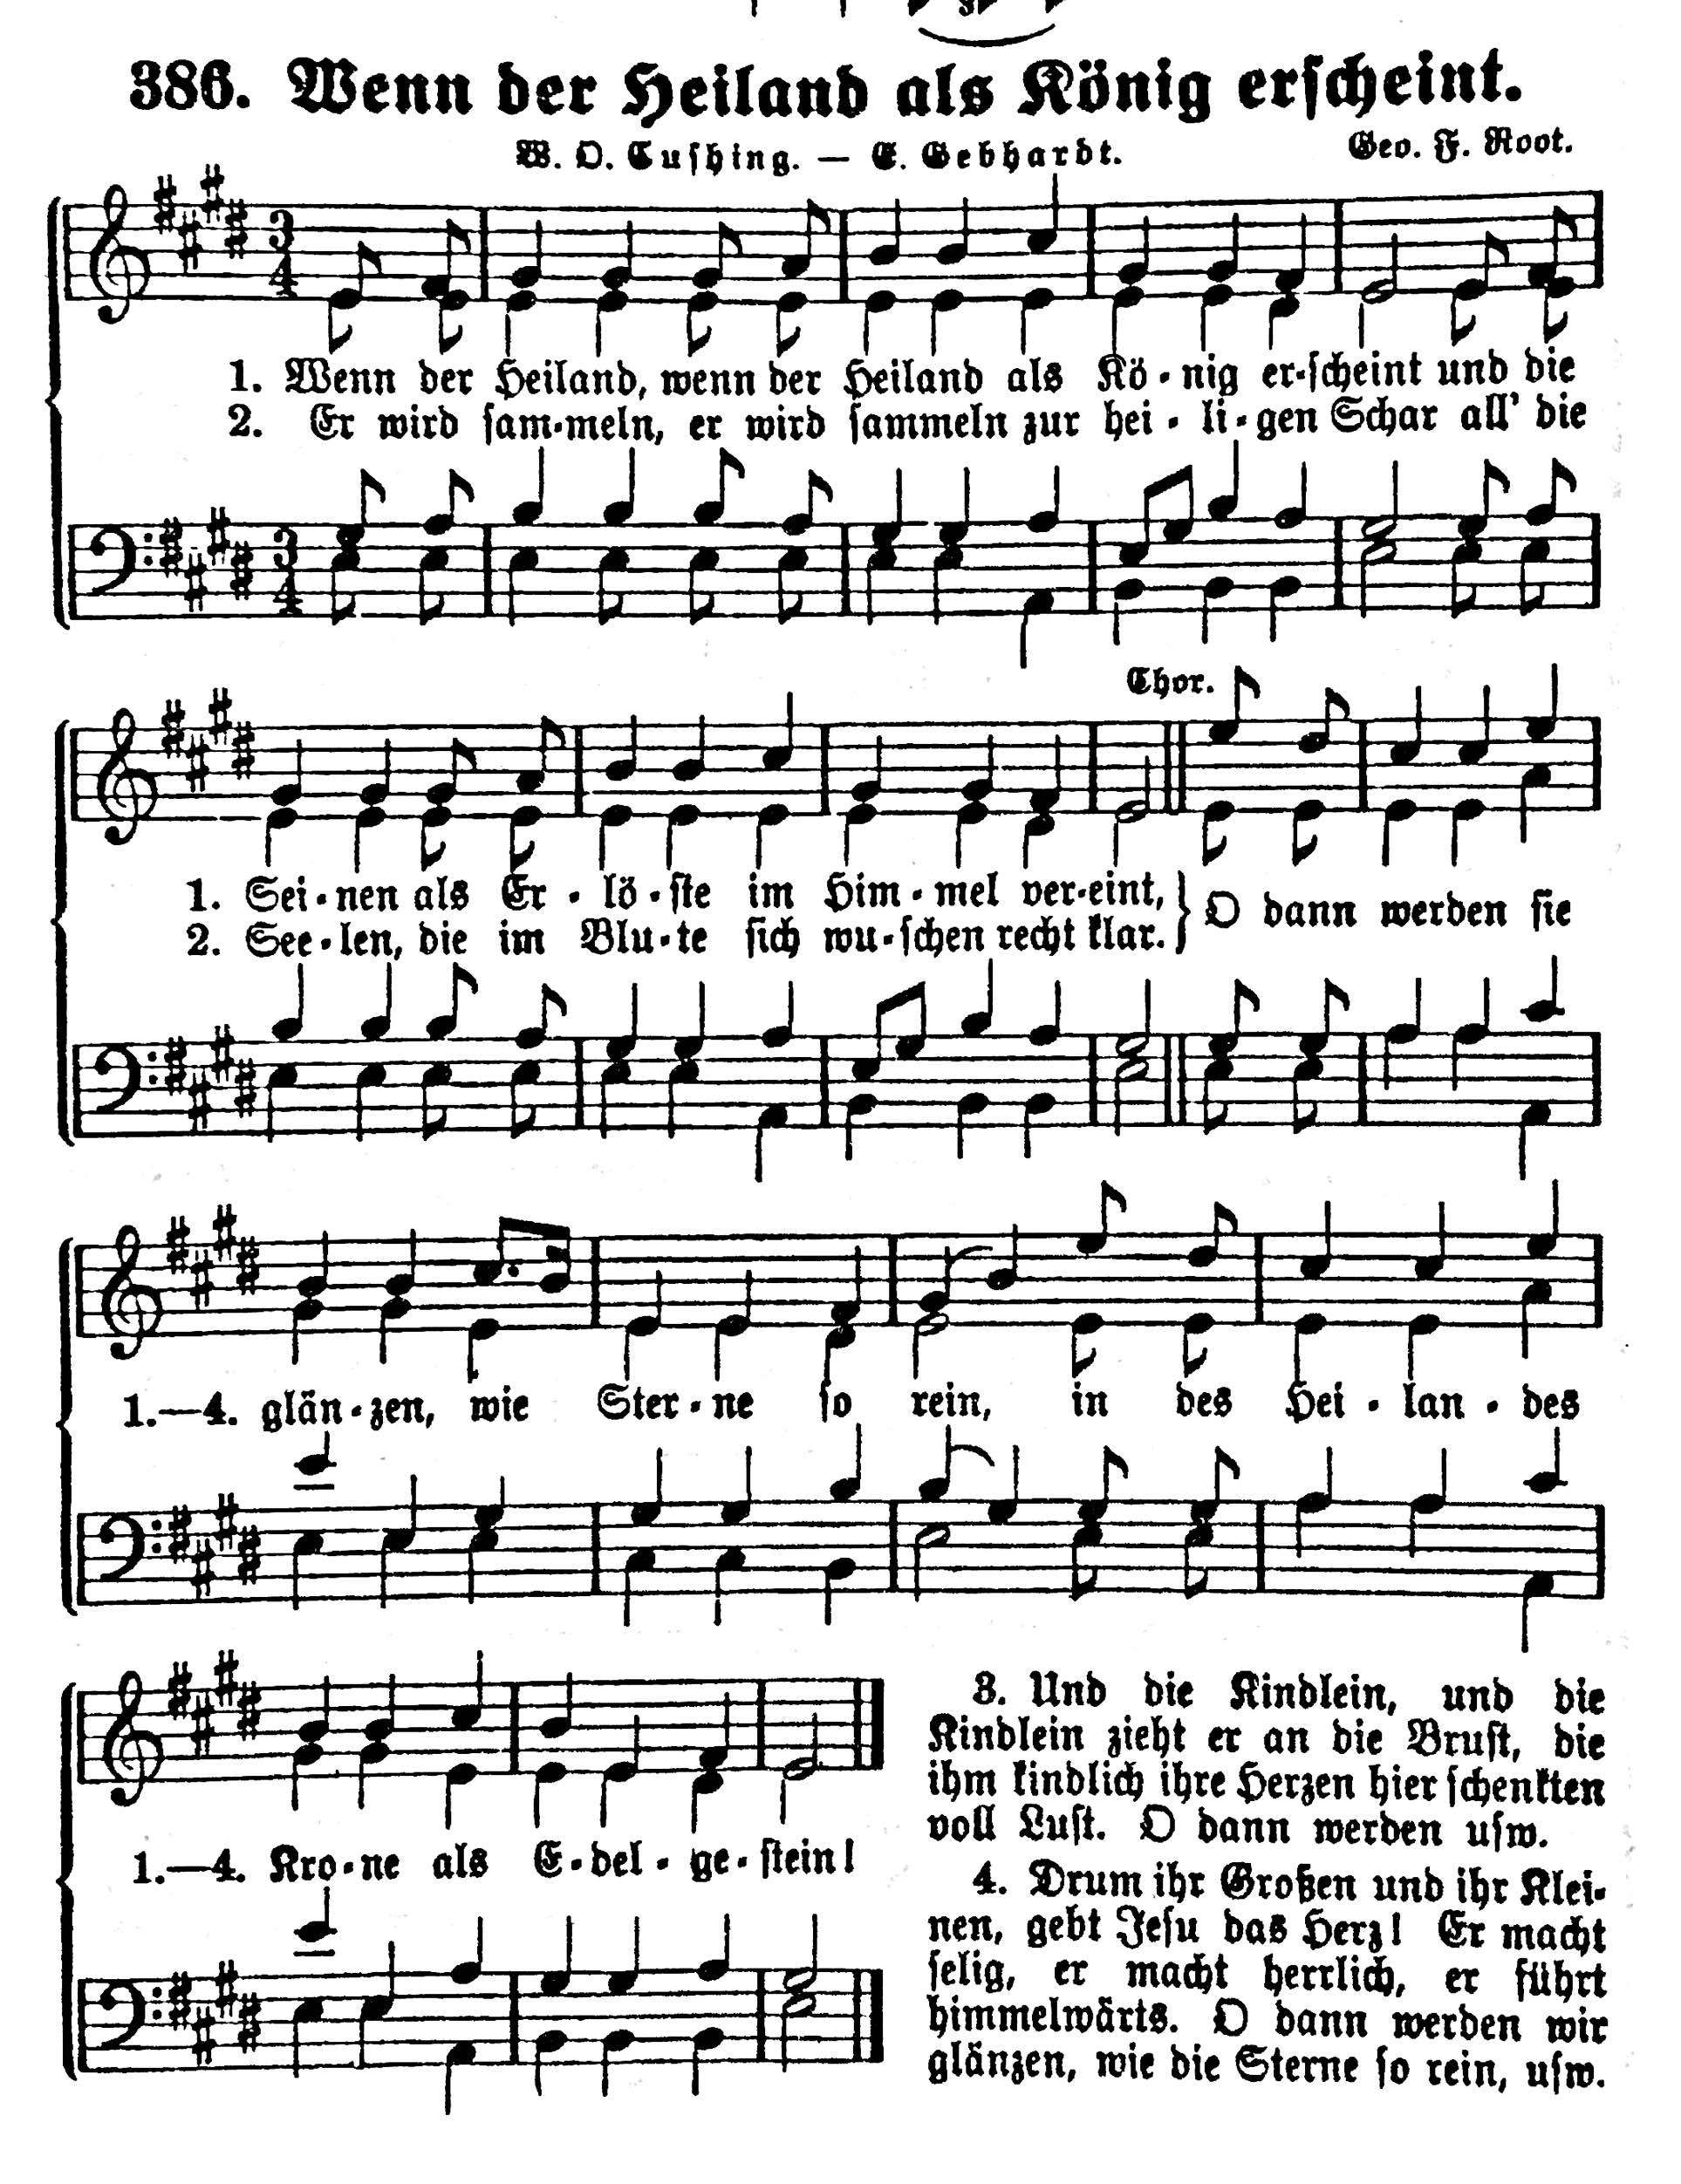 386. Wenn der Heiland als König erscheint.
W. O. Cushing. — E. Gebhardt.
Geo. F. Root.
3
4
1. Wenn der Heiland, wenn der Heiland als Kö-nig er-scheint und die
2. Er wird sam-meln, er wird sammeln zur hei-li-gen Schar all' die
3
4
Chor.
1. Sei-nen als Er-lö-ste im Him-mel ver-eint, } O dann werden sie
2. See-len, die im Blu-te sich wu-schen recht klar.
1.—4. glän-zen, wie Ster-ne so rein, in des Hei-lan-des
1.—4. Kro-ne als E-del-ge-stein!
3. Und die Kindlein, und die
Kindlein zieht er an die Brust, die
ihm kindlich ihre Herzen hier schenkten
voll Lust. O dann werden usw.
4. Drum ihr Großen und ihr Klei-
nen, gebt Jesu das Herz! Er macht
selig, er macht herrlich, er führt
himmelwärts. O dann werden wir
glänzen, wie die Sterne so rein, usw.